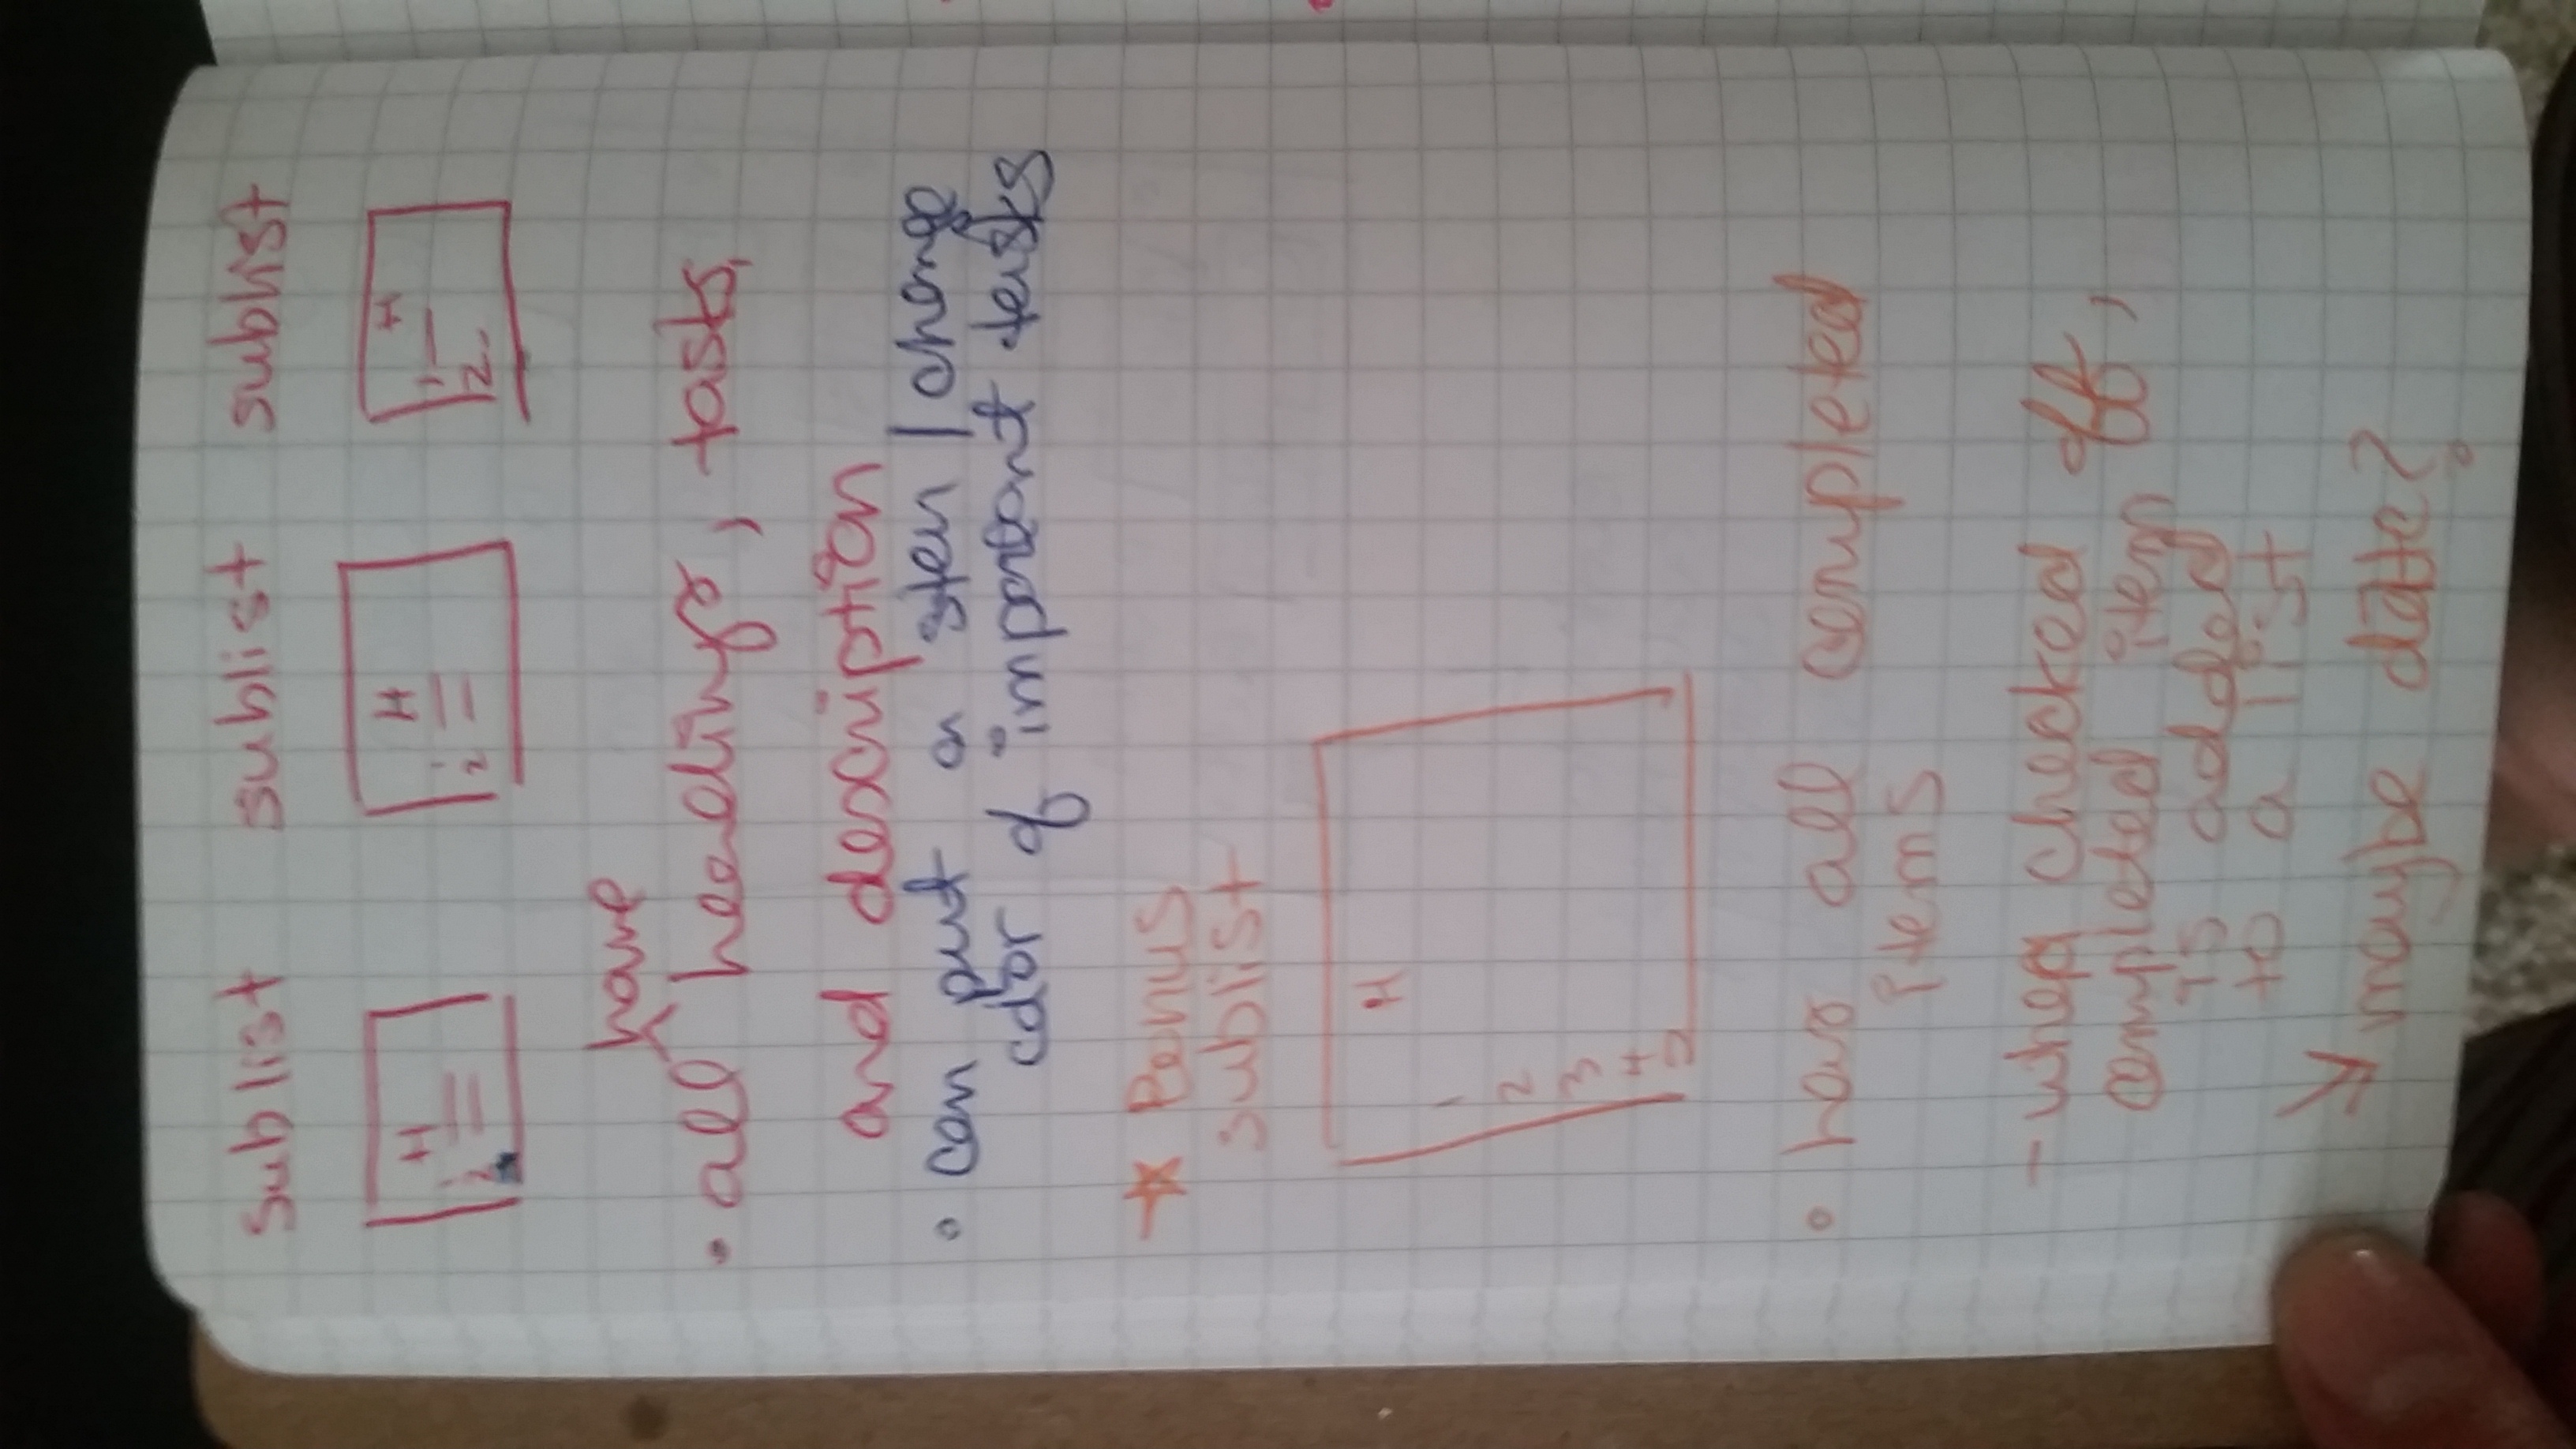 sublist sublist sublist
H H H
1 1 1
2 2 2
have
• all ^ headings, tasks,
and description
• can put a star / change
color of important tasks
☆ Bonus
sublist
H
1
2
3
4
5
• has all completed
items
- when checked off,
completed item
is added
to a list
↘ maybe date?